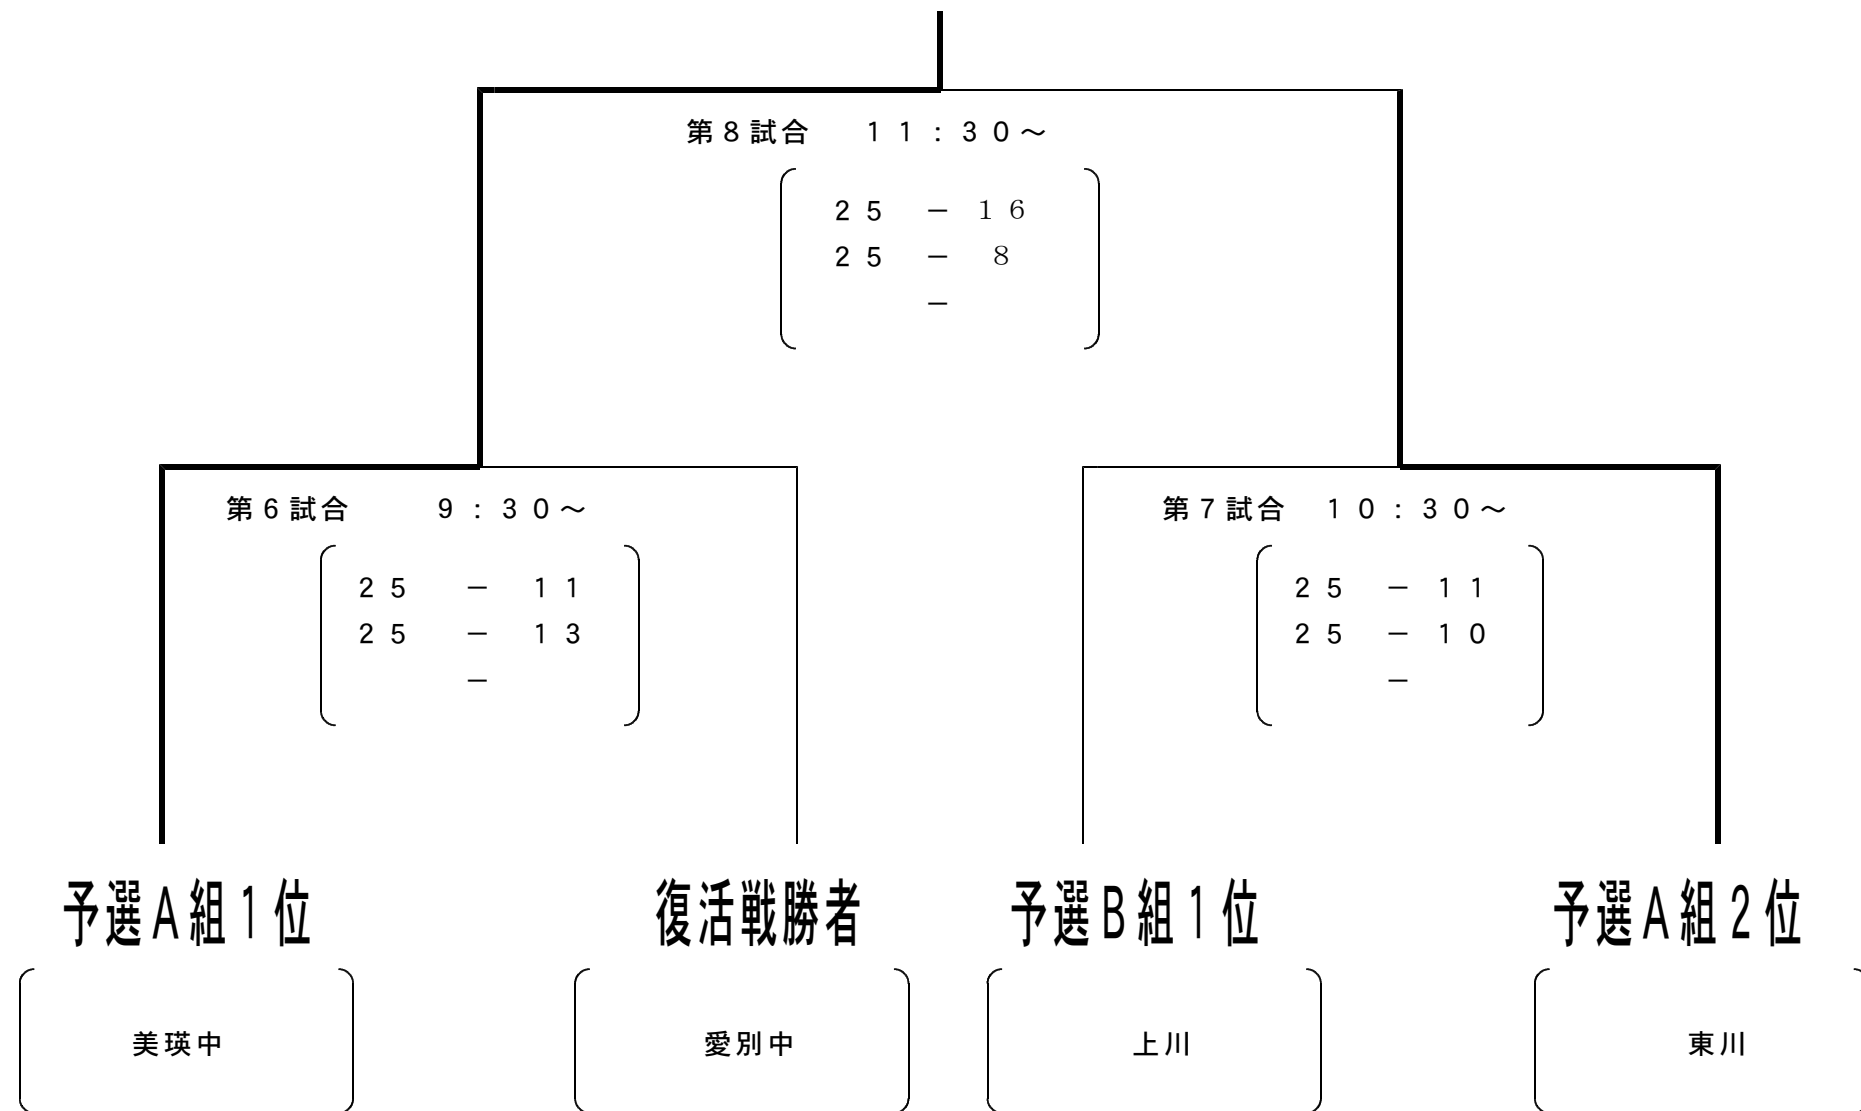 第8試合　11:30～
25 － 16
25 － 8
－
第6試合　9:30～
25 － 11
25 － 13
－
第7試合　10:30～
25 － 11
25 － 10
－
予選A組1位　復活戦勝者　予選B組1位　予選A組2位
美瑛中　愛別中　上川　東川